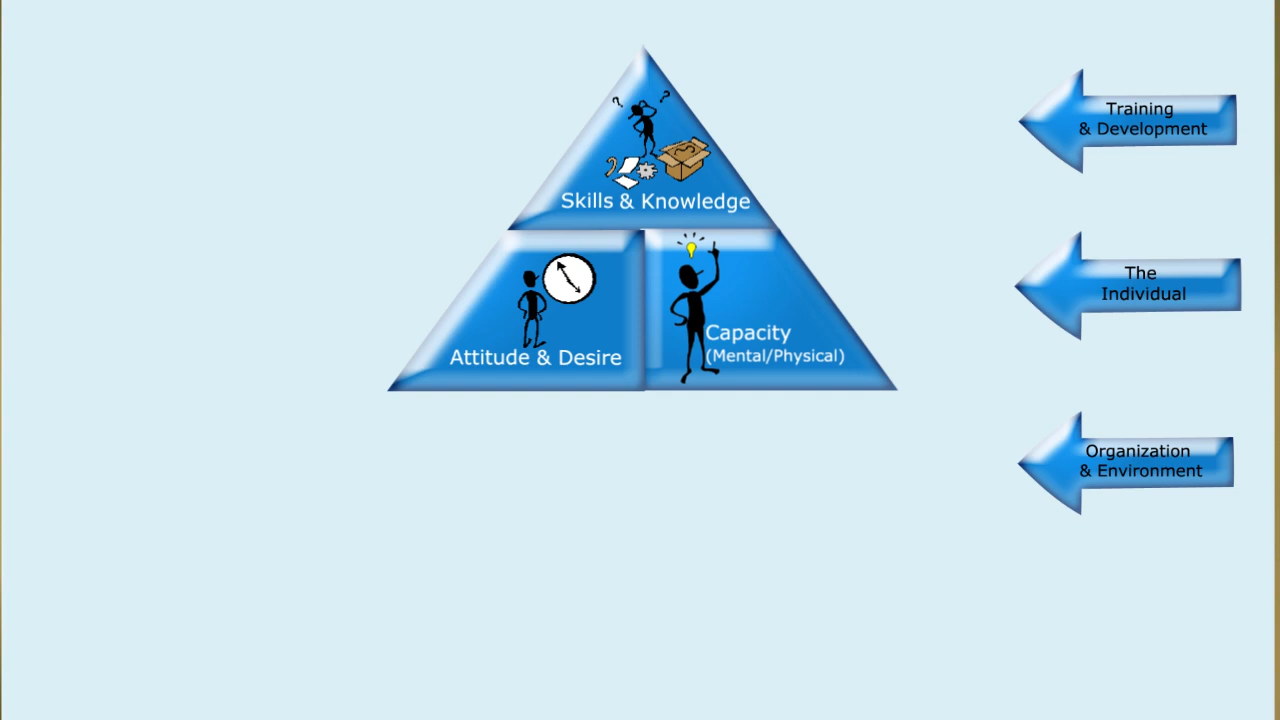 ? ?
Skills & Knowledge
Attitude & Desire
Capacity
(Mental/Physical)
Training
& Development
The
Individual
Organization
& Environment